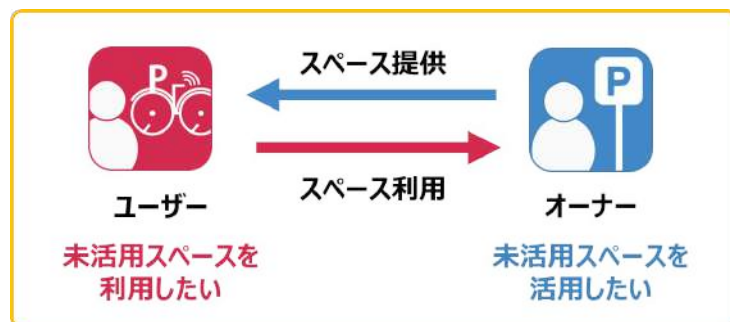 スペース提供
P
P
スペース利用
ユーザー
オーナー
未活用スペースを
利用したい
未活用スペースを
活用したい